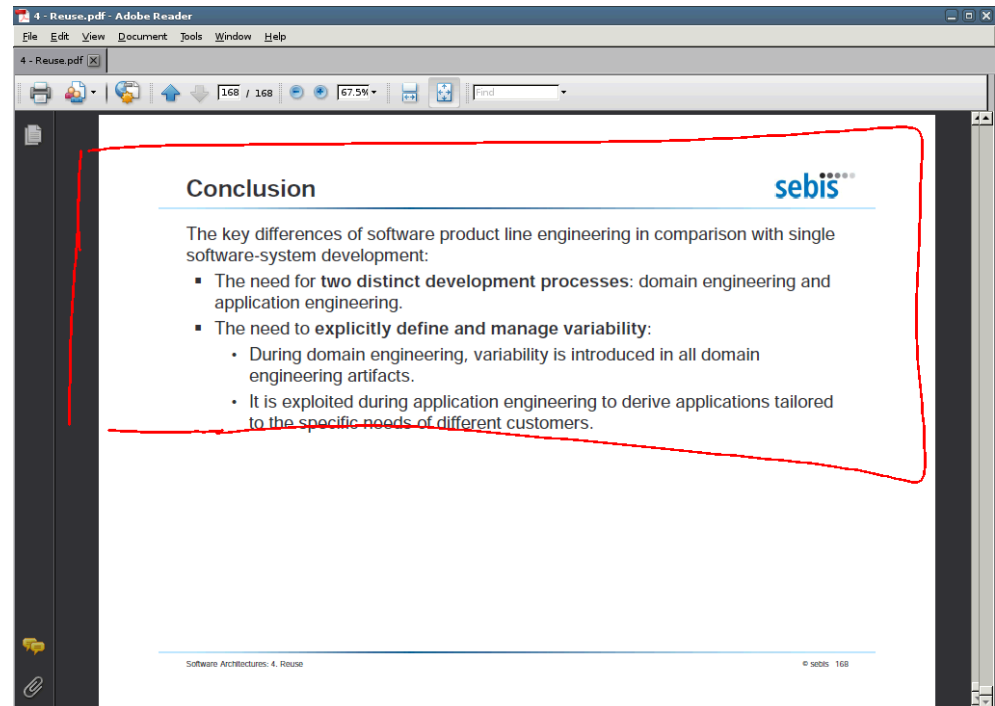 4 - Reuse.pdf - Adobe Reader
File Edit View Document Tools Window Help
4 - Reuse.pdf
168 / 168 67.5% Find
Conclusion
sebis
The key differences of software product line engineering in comparison with single
software-system development:
▪ The need for two distinct development processes: domain engineering and
application engineering.
▪ The need to explicitly define and manage variability:
• During domain engineering, variability is introduced in all domain
engineering artifacts.
• It is exploited during application engineering to derive applications tailored
to the specific needs of different customers.
Software Architectures: 4. Reuse
© sebis 168